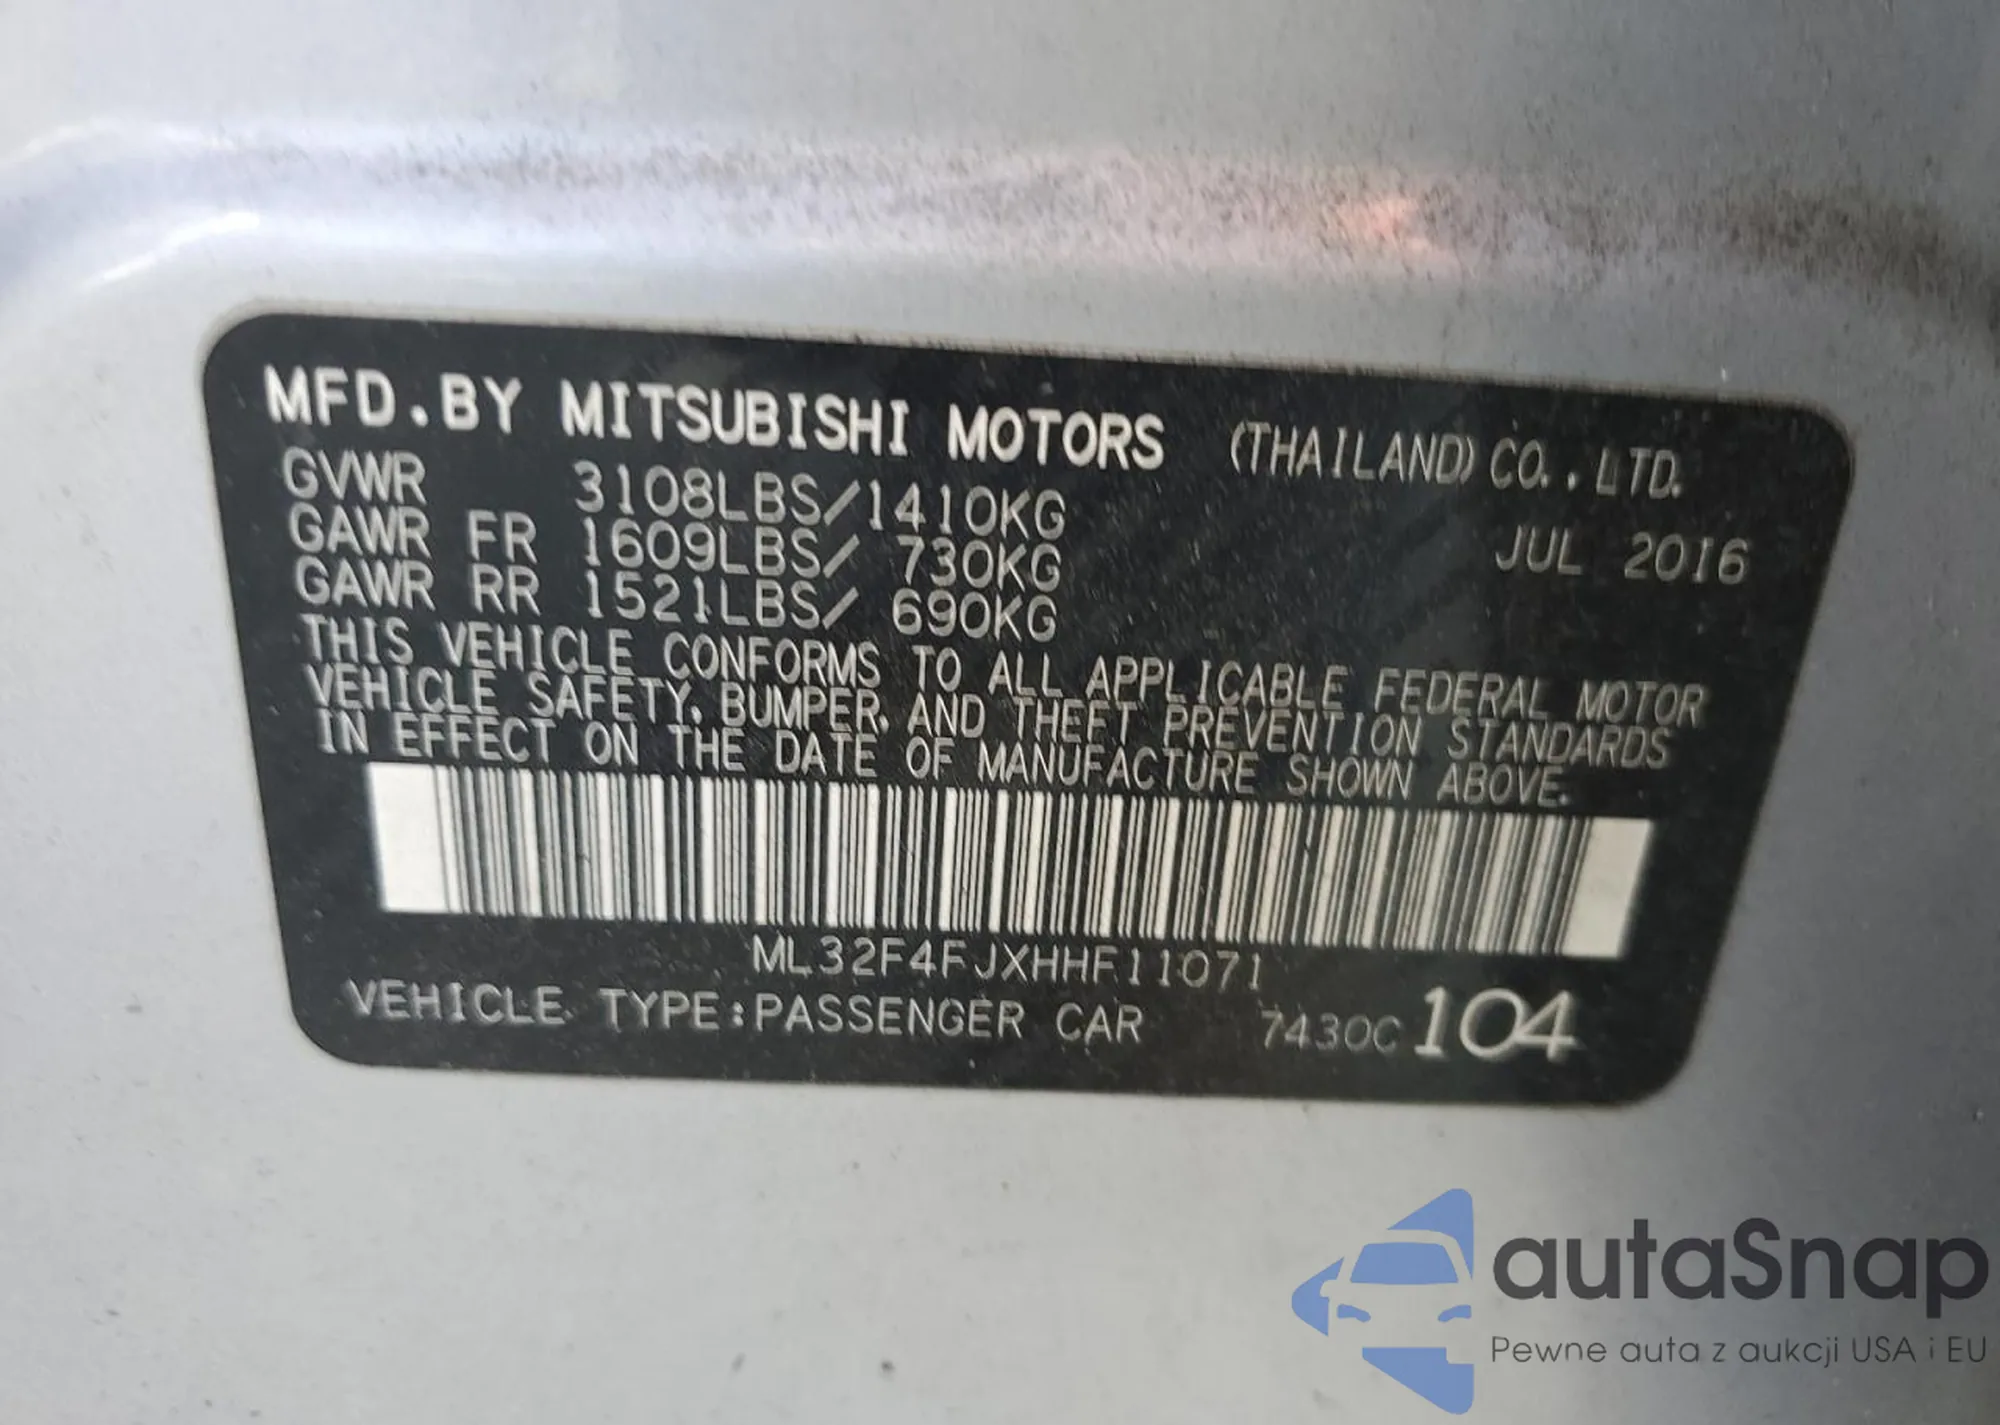 MFD.BY MITSUBISHI MOTORS (THAILAND) CO.,LTD.
GVWR 3108LBS/1410KG JUL 2016
GAWR FR 1609LBS/ 730KG
GAWR RR 1521LBS/ 690KG
THIS VEHICLE CONFORMS TO ALL APPLICABLE FEDERAL MOTOR
VEHICLE SAFETY, BUMPER, AND THEFT PREVENTION STANDARDS
IN EFFECT ON THE DATE OF MANUFACTURE SHOWN ABOVE.
ML32F4FJXHHF11071
VEHICLE TYPE:PASSENGER CAR 7430C 104
autaSnap
Pewne auta z aukcji USA i EU